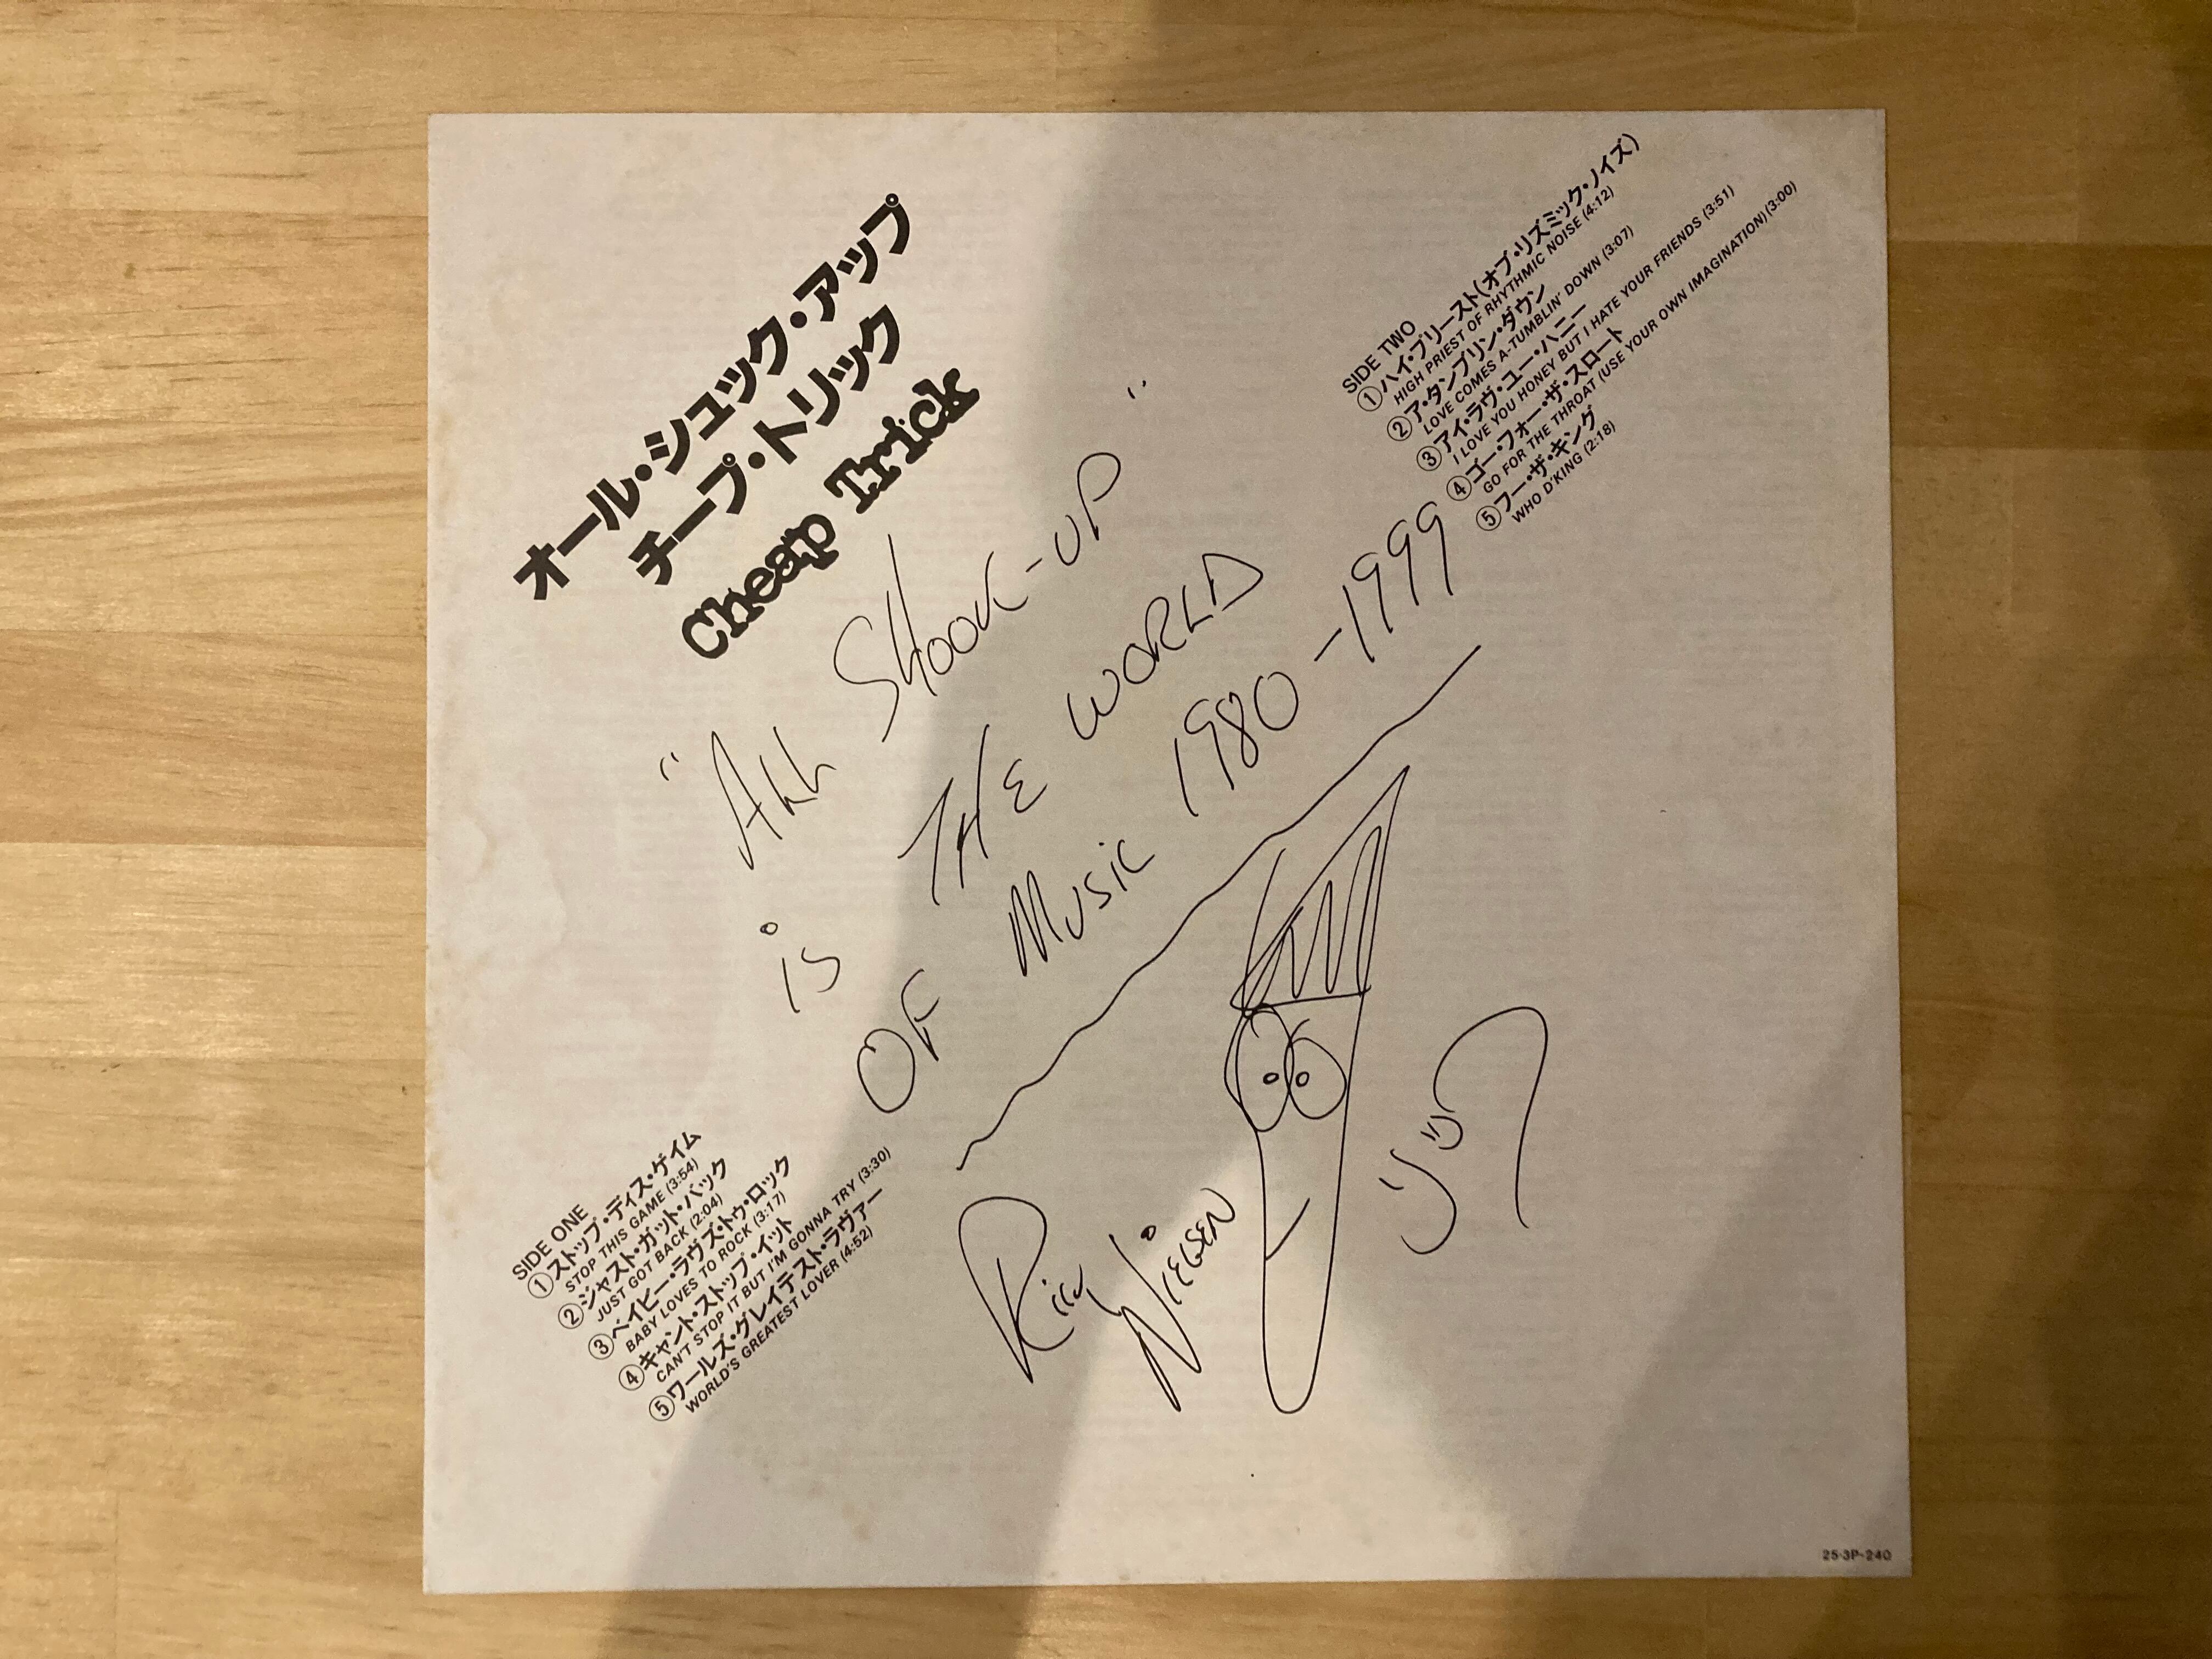 オール・シュック・アップ
チープ・トリック
Cheap Trick
SIDE TWO
①ハイ・プリースト(オブ・リズミック・ノイズ)
HIGH PRIEST OF RHYTHMIC NOISE (4:12)
②ア・タンブリン・ダウン
LOVE COMES A-TUMBLIN' DOWN (3:07)
③アイ・ラヴ・ユー・ハニー
I LOVE YOU HONEY BUT I HATE YOUR FRIENDS (3:51)
④ゴー・フォー・ザ・スロート
GO FOR THE THROAT (USE YOUR OWN IMAGINATION) (3:00)
⑤フー・ザ・キング
WHO D'KING (2:18)
"ALL SHOOK-UP"
is THE WORLD
OF MUSIC 1980-1999
SIDE ONE
①ストップ・ディス・ゲイム
STOP THIS GAME (3:54)
②ジャスト・ガット・バック
JUST GOT BACK (2:04)
③ベイビー・ラヴズ・トゥ・ロック
BABY LOVES TO ROCK (3:17)
④キャント・ストップ・イット
CAN'T STOP IT BUT I'M GONNA TRY (3:30)
⑤ワールズ・グレイテスト・ラヴァー
WORLD'S GREATEST LOVER (4:52)
Rick NIELSEN
リック
25・3P-240